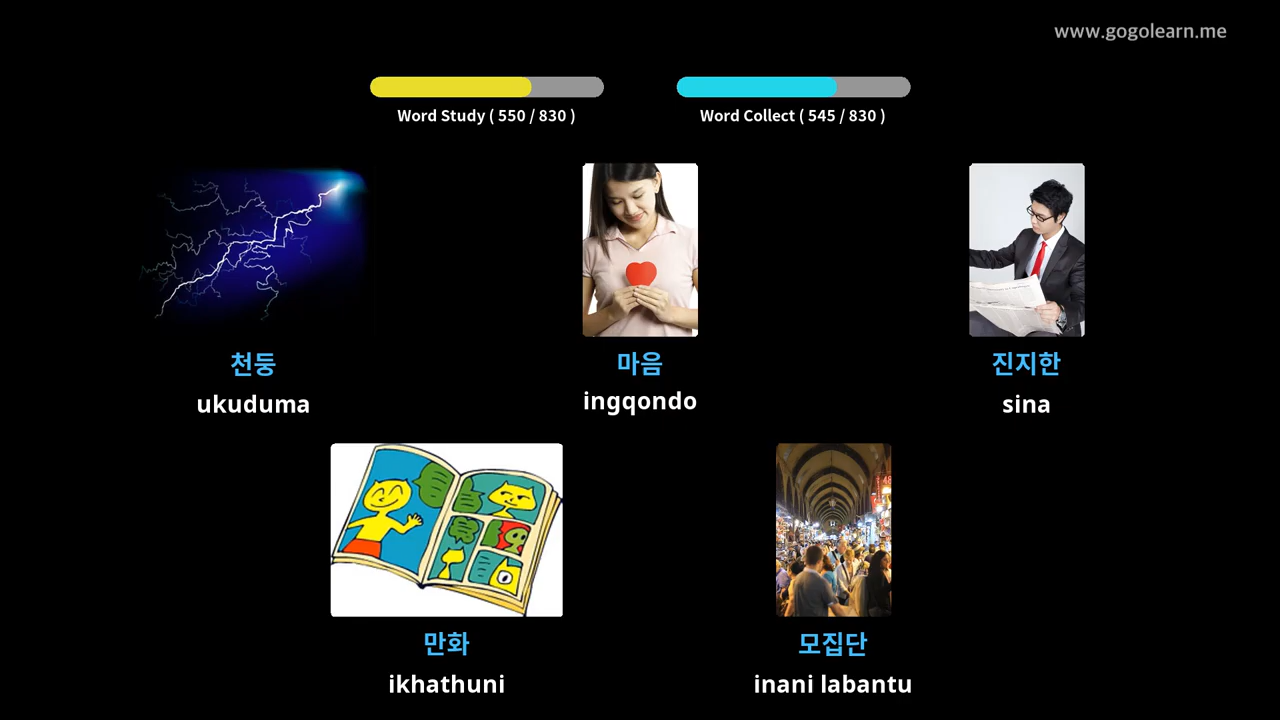 www.gogolearn.me
Word Study ( 550 / 830 )
Word Collect ( 545 / 830 )
천둥
ukuduma
마음
ingqondo
진지한
sina
만화
ikhathuni
모집단
inani labantu